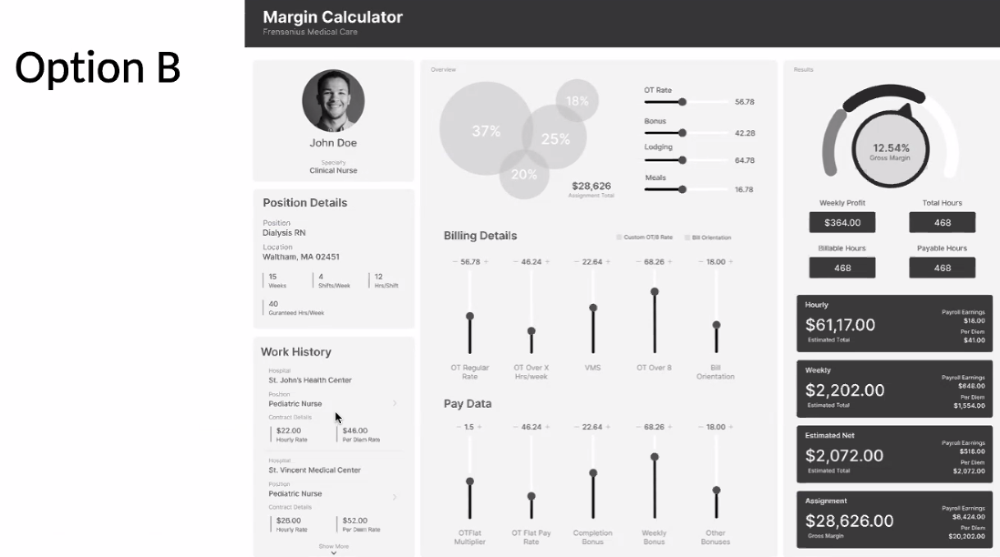 Option B
Margin Calculator
Frensenius Medical Care
John Doe
Specialty
Clinical Nurse
Position Details
Position
Dialysis RN
Location
Waltham, MA 02451
15
Weeks
4
Shifts/Week
12
Hrs/Shift
40
Guranteed Hrs/Week
Work History
Hospital
St. John's Health Center
Position
Pediatric Nurse
Contract Details
$22.00
Hourly Rate
$46.00
Per Diem Rate
Hospital
St. Vincent Medical Center
Position
Pediatric Nurse
Contract Details
$26.00
Hourly Rate
$52.00
Per Diem Rate
Show More
Overview
37%
18%
25%
20%
$28,626
Assignment Total
OT Rate
56.78
Bonus
42.28
Lodging
64.78
Meals
16.78
Billing Details
Custom OT/8 Rate
Bill Orientation
− 56.78 +
− 46.24 +
− 22.64 +
− 68.26 +
− 18.00 +
OT Regular
Rate
OT Over X
Hrs/week
VMS
OT Over 8
Bill
Orientation
Pay Data
− 1.5 +
− 46.24 +
− 22.64 +
− 68.26 +
− 18.00 +
OTFlat
Multiplier
OT Flat Pay
Rate
Completion
Bonus
Weekly
Bonus
Other
Bonuses
Results
12.54%
Gross Margin
Weekly Profit
$364.00
Total Hours
468
Billable Hours
468
Payable Hours
468
Hourly
$61,17.00
Estimated Total
Payroll Earnings
$18.00
Per Diem
$41.00
Weekly
$2,202.00
Estimated Total
Payroll Earnings
$648.00
Per Diem
$1,554.00
Estimated Net
$2,072.00
Estimated Total
Payroll Earnings
$518.00
Per Diem
$2,072.00
Assignment
$28,626.00
Gross Margin
Payroll Earnings
$8,424.00
Per Diem
$20,202.00